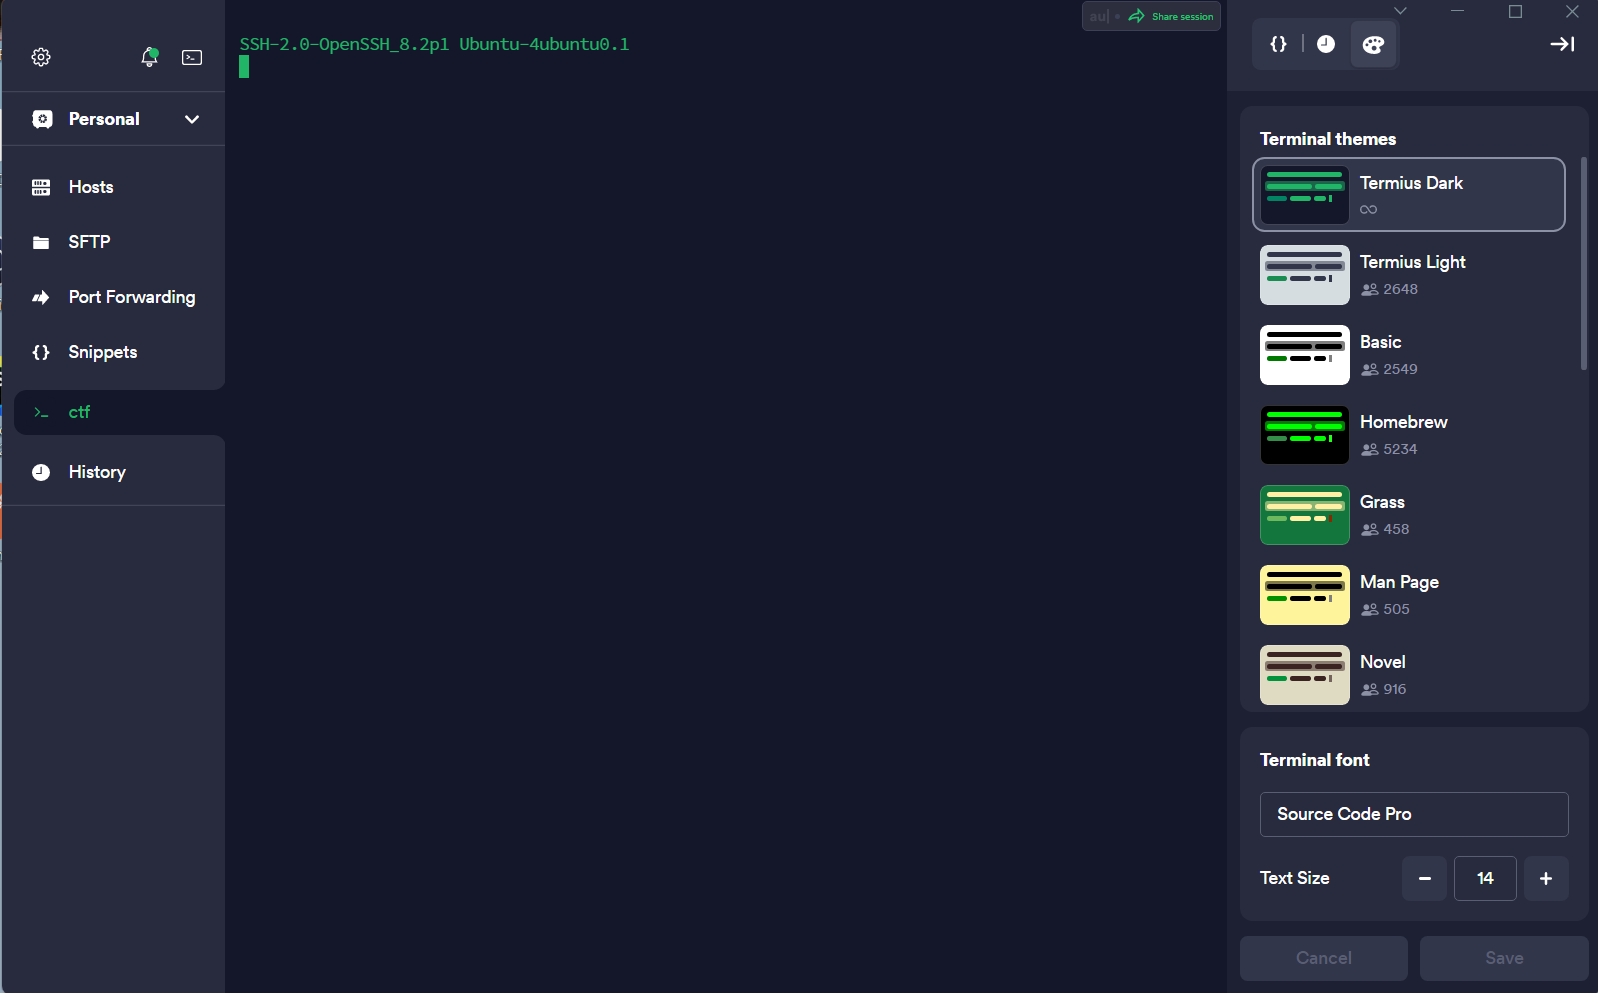 au| • Share session
SSH-2.0-OpenSSH_8.2p1 Ubuntu-4ubuntu0.1
Personal
Hosts
SFTP
Port Forwarding
{} Snippets
>_ ctf
History
{} |
Terminal themes
Termius Dark
∞
Termius Light
2648
Basic
2549
Homebrew
5234
Grass
458
Man Page
505
Novel
916
Terminal font
Source Code Pro
Text Size − 14 +
Cancel Save